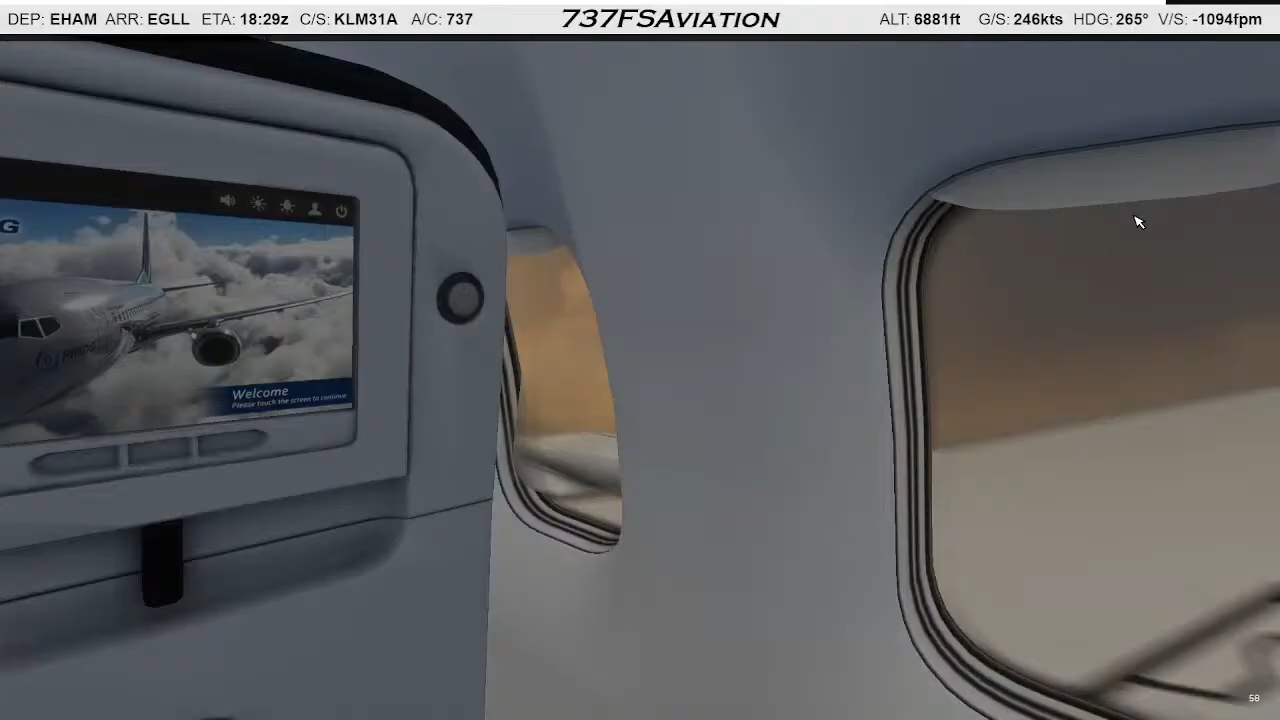 DEP: EHAM ARR: EGLL ETA: 18:29z C/S: KLM31A A/C: 737 737FSAVIATION ALT: 6881ft G/S: 246kts HDG: 265° V/S: -1094fpm
G
Welcome
Please touch the screen to continue
58